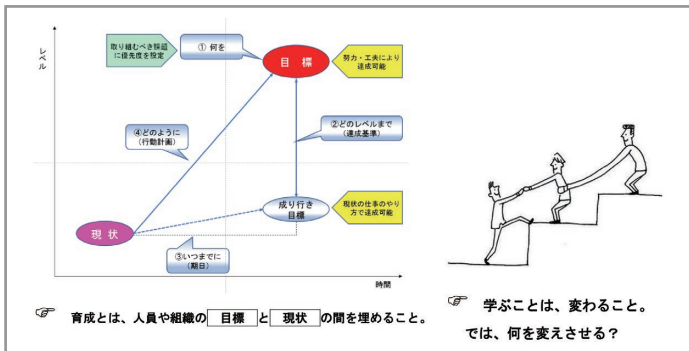 レベル
取り組むべき課題
に優先度を設定
① 何を
目 標
努力・工夫により
達成可能
④どのように
(行動計画)
②どのレベルまで
(達成基準)
成り行き
目標
現状の仕事のやり
方で達成可能
現 状
③いつまでに
(期日)
時間
☞ 育成とは、人員や組織の 目標 と 現状 の間を埋めること。
☞ 学ぶことは、変わること。
では、何を変えさせる？